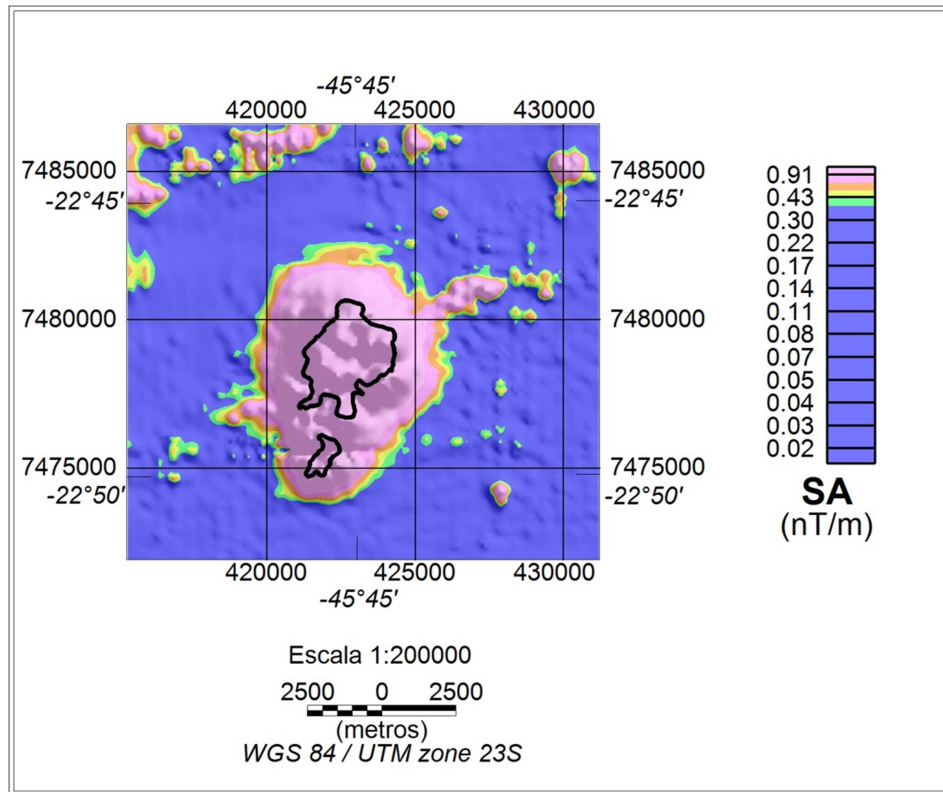 -45°45'
420000 425000 430000
7485000 7485000
-22°45' -22°45'
7480000 7480000
7475000 7475000
-22°50' -22°50'
420000 425000 430000
-45°45'
0.91
0.43
0.30
0.22
0.17
0.14
0.11
0.08
0.07
0.05
0.04
0.03
0.02
SA
(nT/m)
Escala 1:200000
2500 0 2500
(metros)
WGS 84 / UTM zone 23S